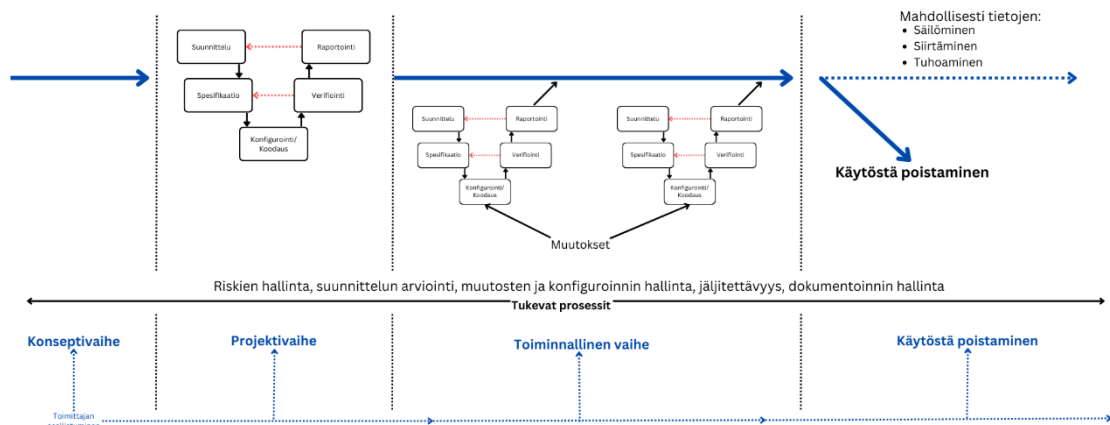 Mahdollisesti tietojen:
• Säilöminen
• Siirtäminen
• Tuhoaminen
Suunnittelu
Raportointi
Spesifikaatio
Verifiointi
Konfigurointi/
Koodaus
Suunnittelu
Raportointi
Spesifikaatio
Verifiointi
Konfigurointi/
Koodaus
Suunnittelu
Raportointi
Spesifikaatio
Verifiointi
Konfigurointi/
Koodaus
Käytöstä poistaminen
Muutokset
Riskien hallinta, suunnittelun arviointi, muutosten ja konfiguroinnin hallinta, jäljitettävyys, dokumentoinnin hallinta
Tukevat prosessit
Konseptivaihe
Projektivaihe
Toiminnallinen vaihe
Käytöstä poistaminen
Toimittajan